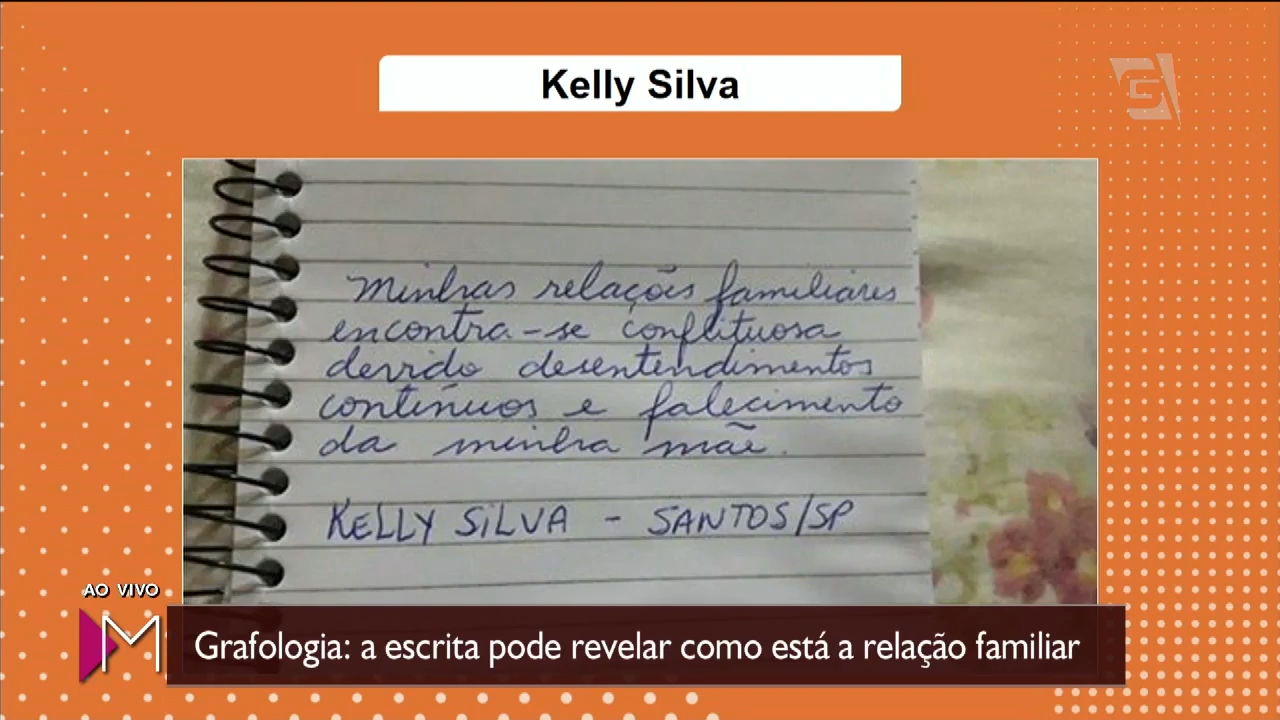 Kelly Silva
G
Minhas relações familiares
encontra-se conflituosa
devido desentendimentos
contínuos e falecimento
da minha mãe.
KELLY SILVA - SANTOS/SP
AO VIVO
M
Grafologia: a escrita pode revelar como está a relação familiar